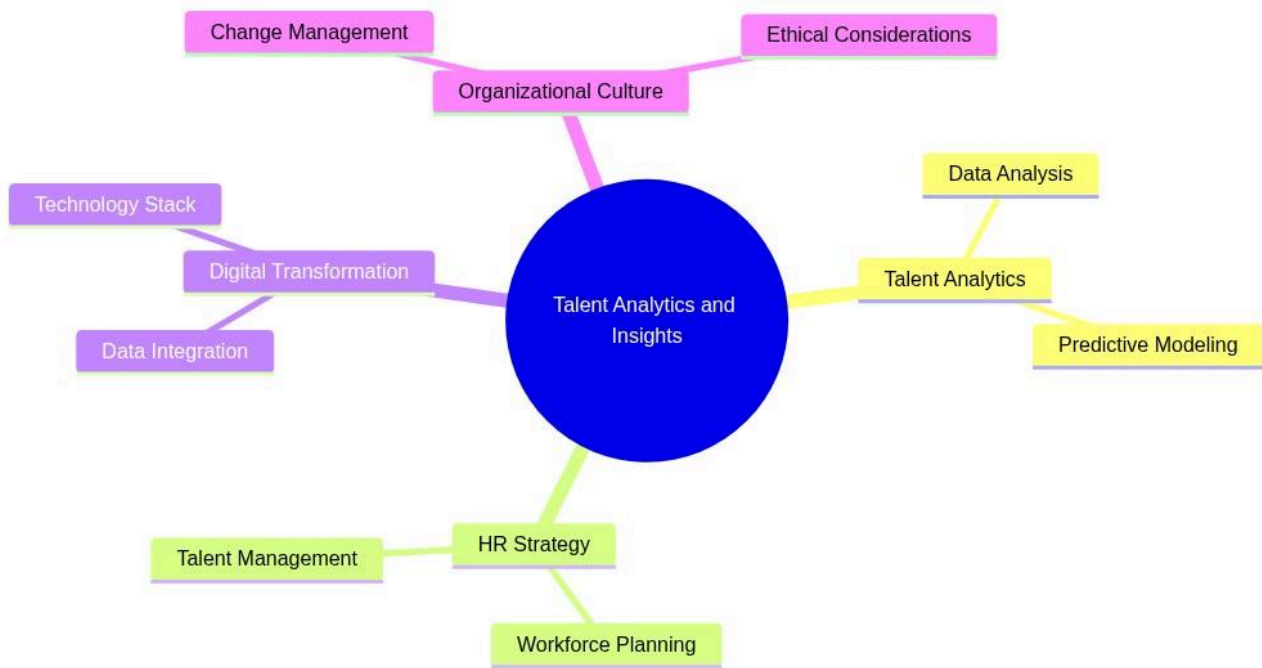 Change Management
Ethical Considerations
Organizational Culture
Data Analysis
Technology Stack
Digital Transformation
Talent Analytics
Talent Analytics and
Insights
Data Integration
Predictive Modeling
HR Strategy
Talent Management
Workforce Planning